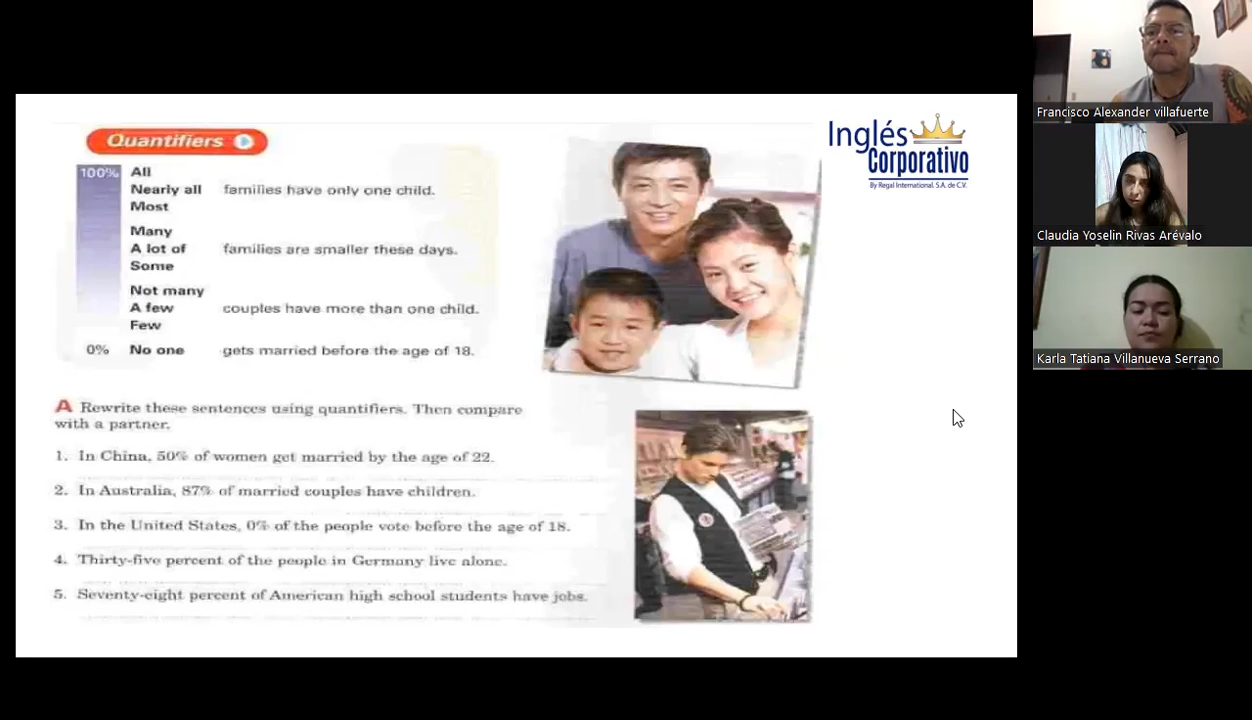 Quantifiers
100% All
Nearly all families have only one child.
Most
Many
A lot of families are smaller these days.
Some
Not many
A few couples have more than one child.
Few
0% No one gets married before the age of 18.
A Rewrite these sentences using quantifiers. Then compare
with a partner.
1. In China, 50% of women get married by the age of 22.
2. In Australia, 87% of married couples have children.
3. In the United States, 0% of the people vote before the age of 18.
4. Thirty-five percent of the people in Germany live alone.
5. Seventy-eight percent of American high school students have jobs.
Inglés
Corporativo
By Regal International. S.A. de C.V.
Francisco Alexander villafuerte
Claudia Yoselin Rivas Arévalo
Karla Tatiana Villanueva Serrano